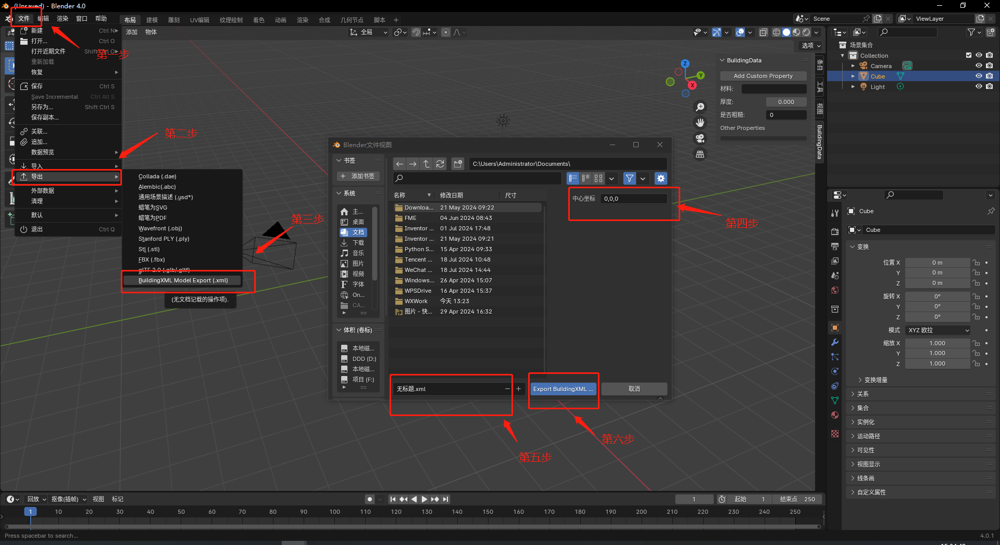 (Unsaved) - Blender 4.0
文件 编辑 渲染 窗口 帮助
布局 建模 雕刻 UV编辑 纹理绘制 着色 动画 渲染 合成 几何节点 脚本 +
Scene
ViewLayer
新建 Ctrl N
打开... Ctrl O
打开近期文件 Shift Ctrl O
重新加载
恢复
保存 Ctrl S
Save Incremental Ctrl Alt S
另存为... Shift Ctrl S
保存副本...
关联...
追加...
数据预览
导入
导出
外部数据
清理
默认
退出 Ctrl Q
第一步
第二步
第三步
第四步
第五步
第六步
添加 物体
全局
选项
Collada (.dae)
Alembic(.abc)
通用场景描述 (.usd*)
蜡笔为SVG
蜡笔为PDF
Wavefront (.obj)
Stanford PLY (.ply)
Stl (.stl)
FBX (.fbx)
glTF 2.0 (.glb/.gltf)
BuildingXML Model Export (.xml)
(无文档记载的操作项).
Z
Y
X
BuildingData
Add Custom Property
材料:
厚度: 0.000
是否粗糙: 0
Other Properties
条目
工具
视图
BuildingData
Blender文件视图
书签
添加书签
系统
主...
桌面
文档
下载
音乐
图片
视频
字体
On...
CA...
体积 (卷标)
本地磁...
DDD (D:)
本地磁...
项目 (F:)
C:\Users\Administrator\Documents\
名称 修改日期 尺寸
Downloa... 21 May 2024 09:22
FME 04 Jun 2024 08:43
Inventor ... 01 Jul 2024 17:48
Inventor ... 21 May 2024 09:21
Python S... 15 Apr 2024 09:33
Tencent ... 18 Jul 2024 10:48
WeChat ... 18 Jul 2024 14:44
Windows... 26 Apr 2024 15:07
WPSDrive 16 Apr 2024 15:37
WXWork 今天 13:23
图片 - 快... 29 Apr 2024 16:32
中心坐标 0,0,0
无标题.xml
Export BuildingXML ...
取消
场景集合
Collection
Camera
Cube
Light
Cube
Cube
变换
位置 X 0 m
Y 0 m
Z 0 m
旋转 X 0°
Y 0°
Z 0°
模式 XYZ 欧拉
缩放 X 1.000
Y 1.000
Z 1.000
变换增量
关系
集合
实例化
运动路径
可见性
视图显示
线条画
自定义属性
回放 抠像(插帧) 视图 标记
1
起始 1
结束点 250
1 10 20 30 40 50 60 70 80 90 100 110 120 130 140 150 160 170 180 190 200 210 220 230 240 250
Press spacebar to search...
4.0.1